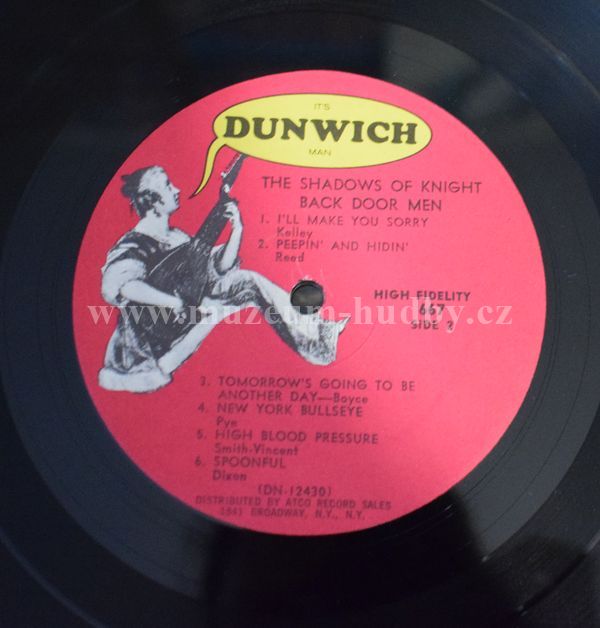 IT'S
DUNWICH
MAN
THE SHADOWS OF KNIGHT
BACK DOOR MEN
1. I'LL MAKE YOU SORRY
Kelley
2. PEEPIN' AND HIDIN'
Reed
HIGH FIDELITY
667
SIDE 2
www.muzeum-hudby.cz
3. TOMORROW'S GOING TO BE
ANOTHER DAY—Boyce
4. NEW YORK BULLSEYE
Pye
5. HIGH BLOOD PRESSURE
Smith-Vincent
6. SPOONFUL
Dixon
(DN-12430)
DISTRIBUTED BY ATCO RECORD SALES
1841 BROADWAY, N.Y., N.Y.